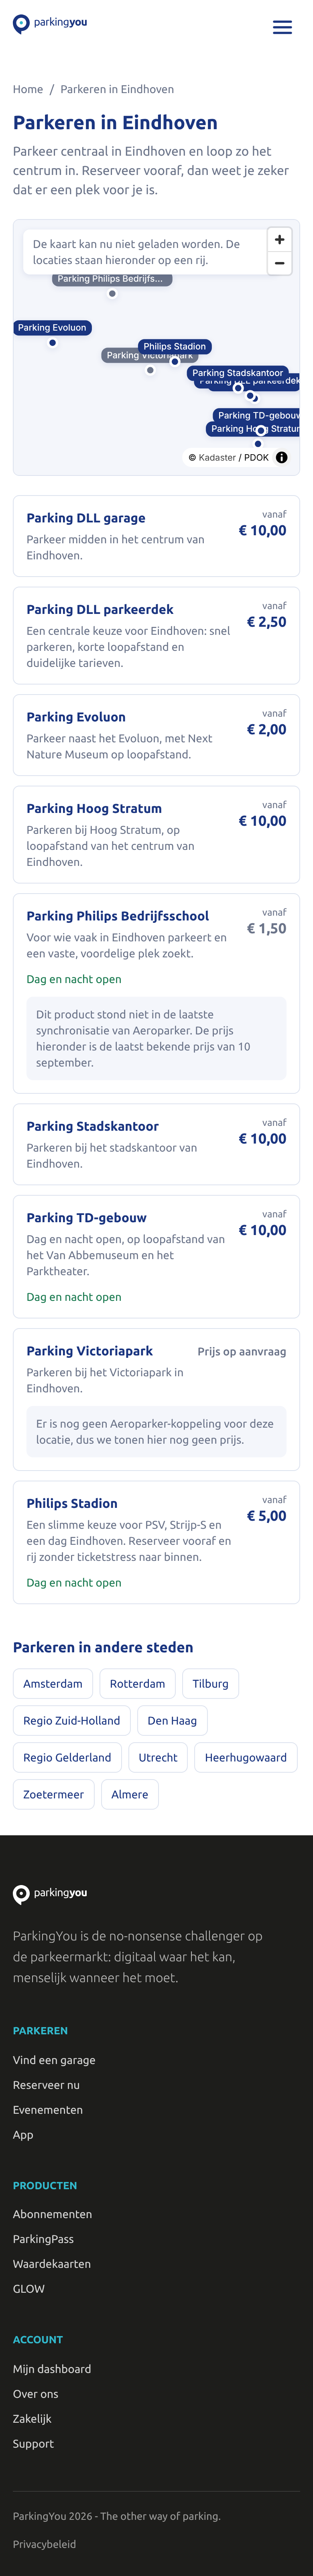 parkingyou
Home / Parkeren in Eindhoven
Parkeren in Eindhoven
Parkeer centraal in Eindhoven en loop zo het
centrum in. Reserveer vooraf, dan weet je zeker
dat er een plek voor je is.
De kaart kan nu niet geladen worden. De
locaties staan hieronder op een rij.
+
−
Parking Philips Bedrijfs...
Parking Evoluon
Philips Stadion
Parking Victoriapark
Parking Stadskantoor
Parking DLL parkeerdek
Parking TD-gebouw
Parking Hoog Stratum
© Kadaster / PDOK
Parking DLL garage
vanaf
€ 10,00
Parkeer midden in het centrum van
Eindhoven.
Parking DLL parkeerdek
vanaf
€ 2,50
Een centrale keuze voor Eindhoven: snel
parkeren, korte loopafstand en
duidelijke tarieven.
Parking Evoluon
vanaf
€ 2,00
Parkeer naast het Evoluon, met Next
Nature Museum op loopafstand.
Parking Hoog Stratum
vanaf
€ 10,00
Parkeren bij Hoog Stratum, op
loopafstand van het centrum van
Eindhoven.
Parking Philips Bedrijfsschool
vanaf
€ 1,50
Voor wie vaak in Eindhoven parkeert en
een vaste, voordelige plek zoekt.
Dag en nacht open
Dit product stond niet in de laatste
synchronisatie van Aeroparker. De prijs
hieronder is de laatst bekende prijs van 10
september.
Parking Stadskantoor
vanaf
€ 10,00
Parkeren bij het stadskantoor van
Eindhoven.
Parking TD-gebouw
vanaf
€ 10,00
Dag en nacht open, op loopafstand van
het Van Abbemuseum en het
Parktheater.
Dag en nacht open
Parking Victoriapark
Prijs op aanvraag
Parkeren bij het Victoriapark in
Eindhoven.
Er is nog geen Aeroparker-koppeling voor deze
locatie, dus we tonen hier nog geen prijs.
Philips Stadion
vanaf
€ 5,00
Een slimme keuze voor PSV, Strijp-S en
een dag Eindhoven. Reserveer vooraf en
rij zonder ticketstress naar binnen.
Dag en nacht open
Parkeren in andere steden
Amsterdam
Rotterdam
Tilburg
Regio Zuid-Holland
Den Haag
Regio Gelderland
Utrecht
Heerhugowaard
Zoetermeer
Almere
parkingyou
ParkingYou is de no-nonsense challenger op
de parkeermarkt: digitaal waar het kan,
menselijk wanneer het moet.
PARKEREN
Vind een garage
Reserveer nu
Evenementen
App
PRODUCTEN
Abonnementen
ParkingPass
Waardekaarten
GLOW
ACCOUNT
Mijn dashboard
Over ons
Zakelijk
Support
ParkingYou 2026 - The other way of parking.
Privacybeleid